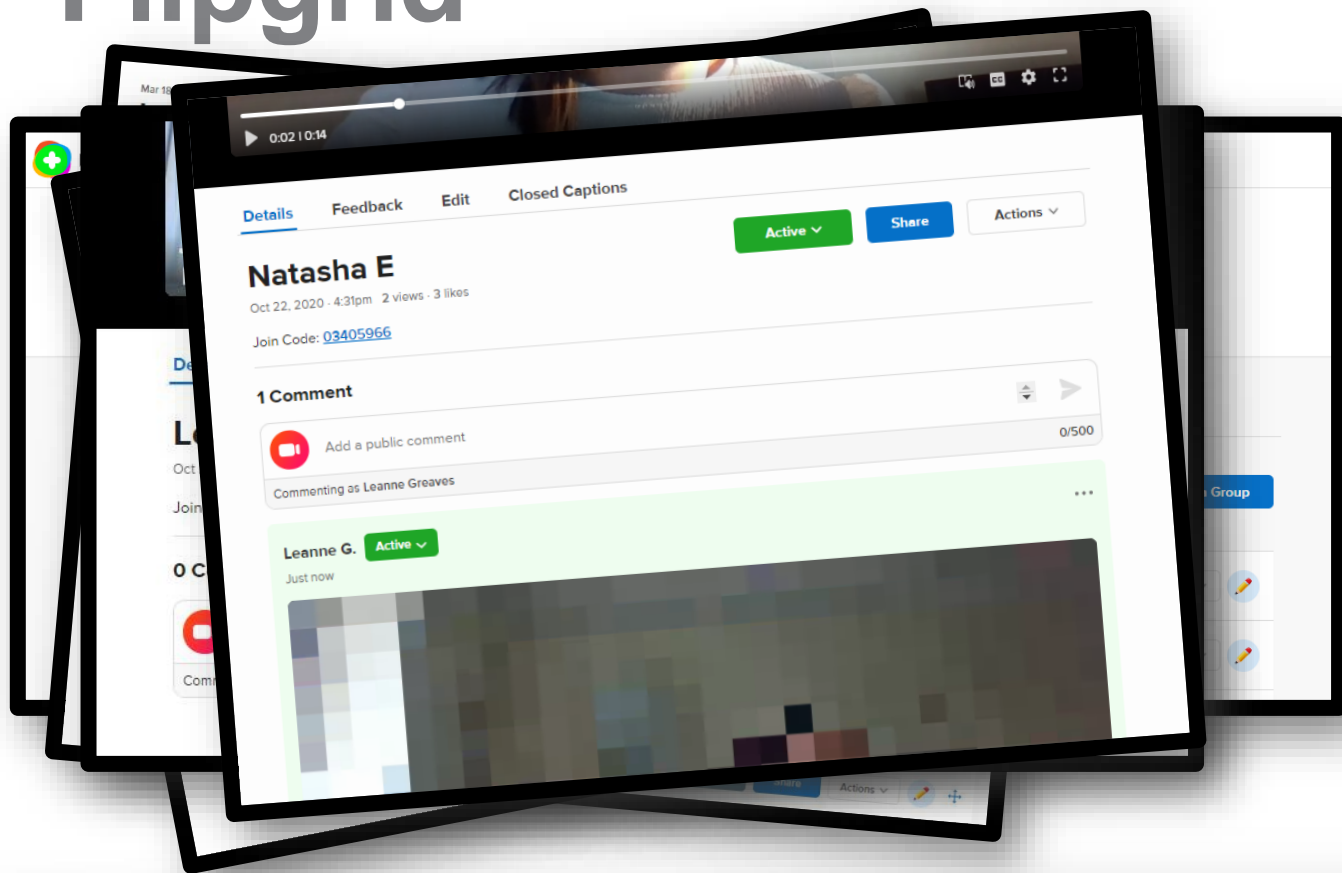 Flipgrid
Mar 18
0:02 | 0:14
Details Feedback Edit Closed Captions
Active Share Actions
Natasha E
Oct 22, 2020 · 4:31pm 2 views · 3 likes
Join Code: 03405966
1 Comment
Add a public comment
0/500
Commenting as Leanne Greaves
Leanne G. Active
Just now
De
Oct
Join
0 C
Comm
Group
Share Actions